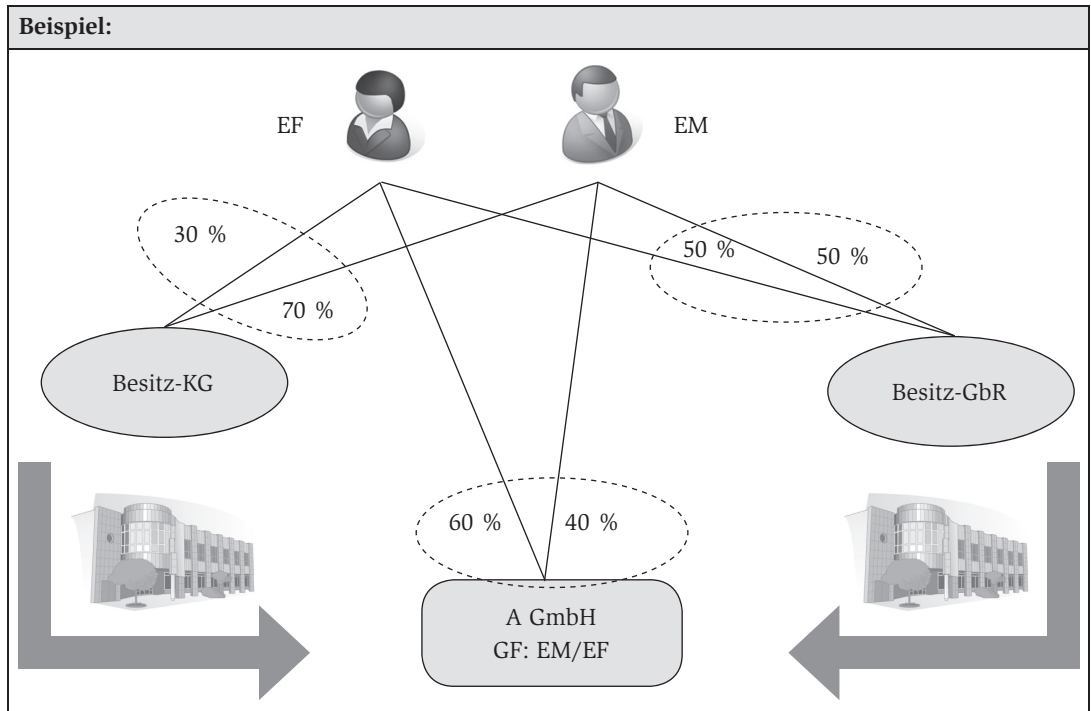 Beispiel:
EF
EM
30 %
50 %
50 %
70 %
Besitz-KG
Besitz-GbR
60 %
40 %
A GmbH
GF: EM/EF